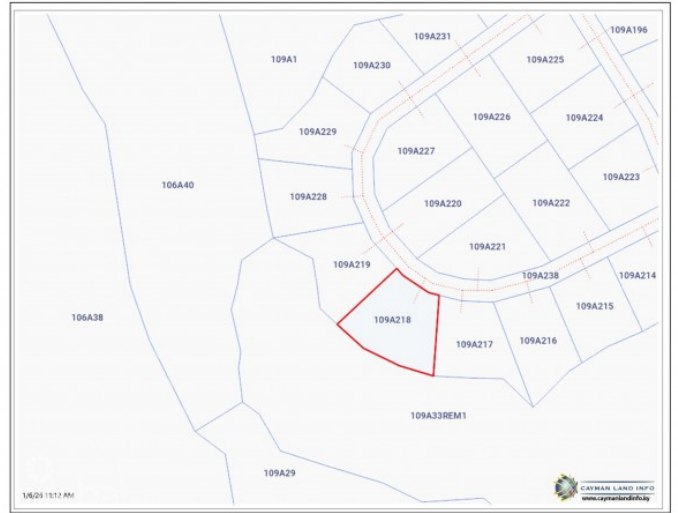 109A231
109A196
109A1
109A230
109A225
109A226
109A224
109A229
109A227
109A223
106A40
109A228
109A220
109A222
109A221
109A219
109A238
109A214
109A215
106A38
109A218
109A217
109A216
109A33REM1
109A29
CAYMAN LAND INFO
www.caymanlandinfo.ky
1/6/26 11:12 AM